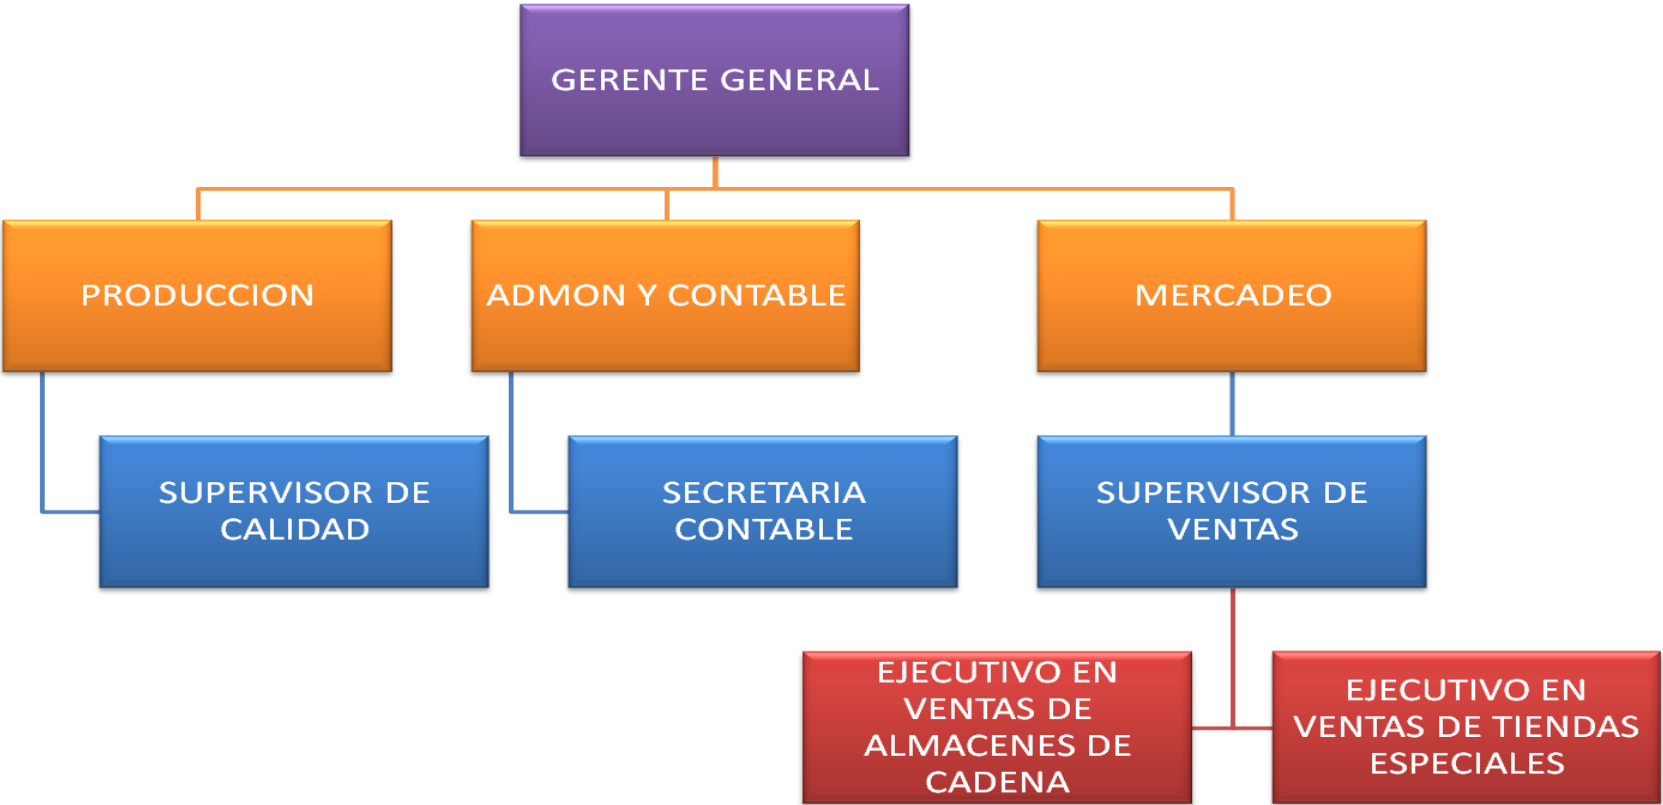 GERENTE GENERAL
PRODUCCION
ADMON Y CONTABLE
MERCADEO
SUPERVISOR DE
CALIDAD
SECRETARIA
CONTABLE
SUPERVISOR DE
VENTAS
EJECUTIVO EN
VENTAS DE
ALMACENES DE
CADENA
EJECUTIVO EN
VENTAS DE TIENDAS
ESPECIALES